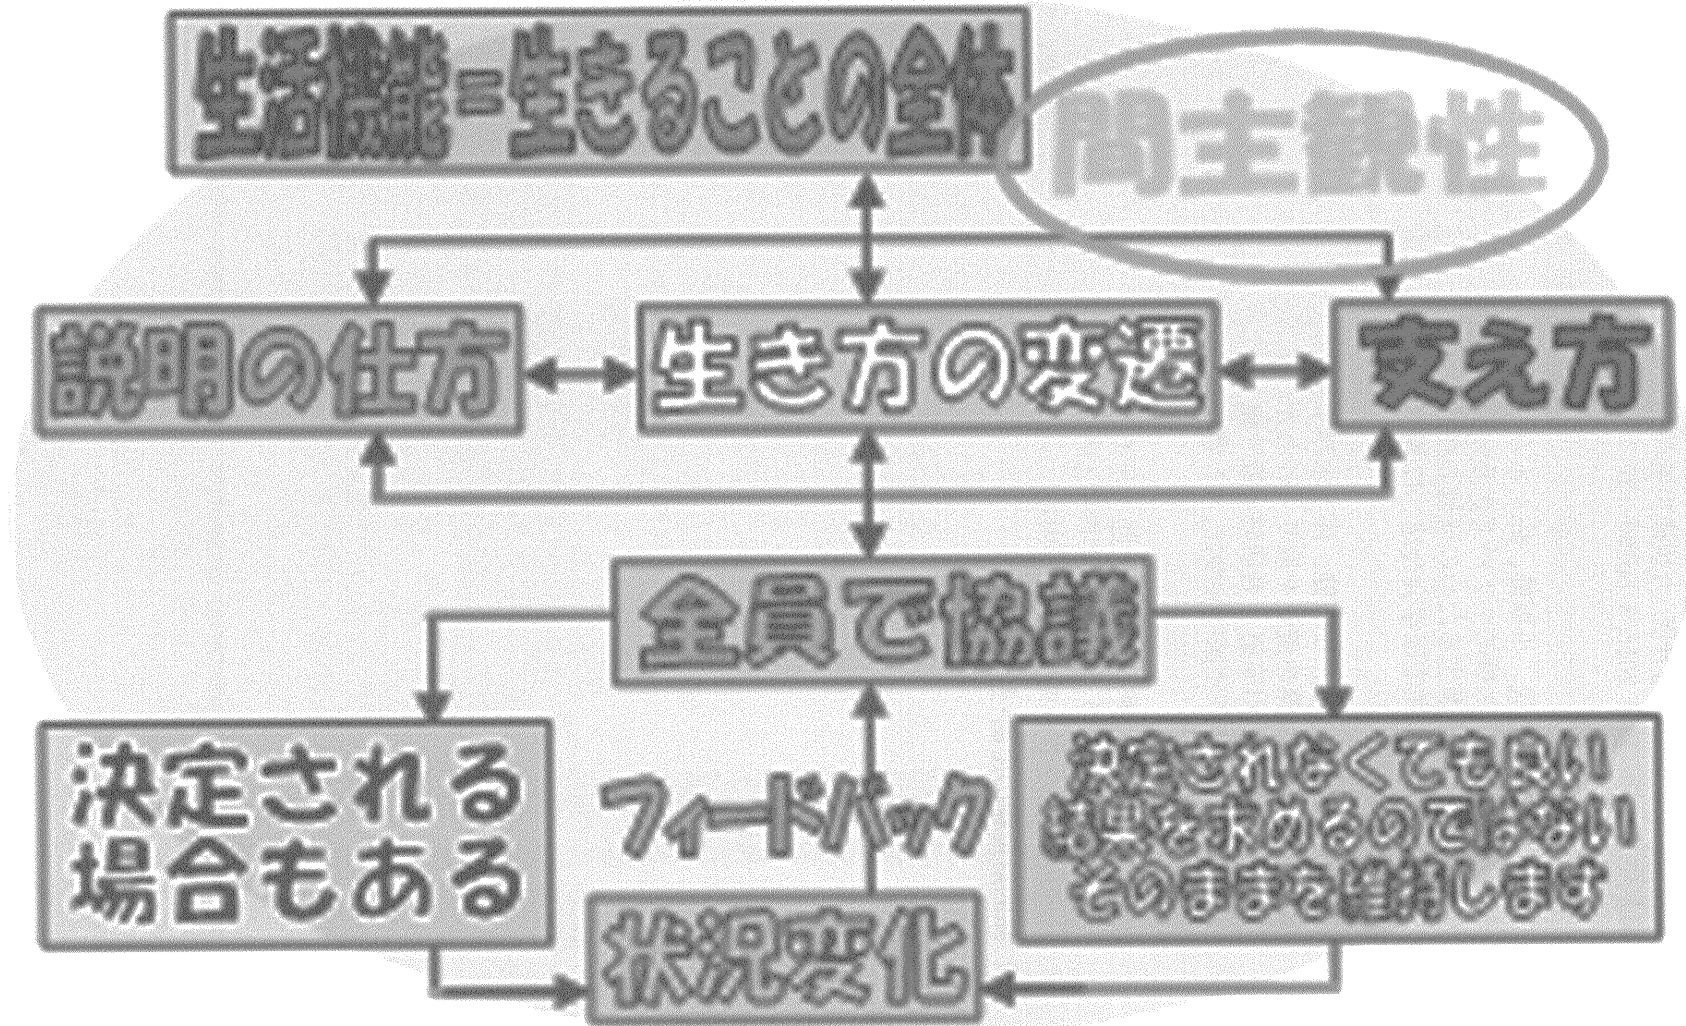 生活機能=生きることの全体
間主観性
説明の仕方
生き方の変遷
支え方
全員で協議
決定される
場合もある
フィードバック
決定されなくても良い
結果を求めるのではない
そのままを維持します
状況変化